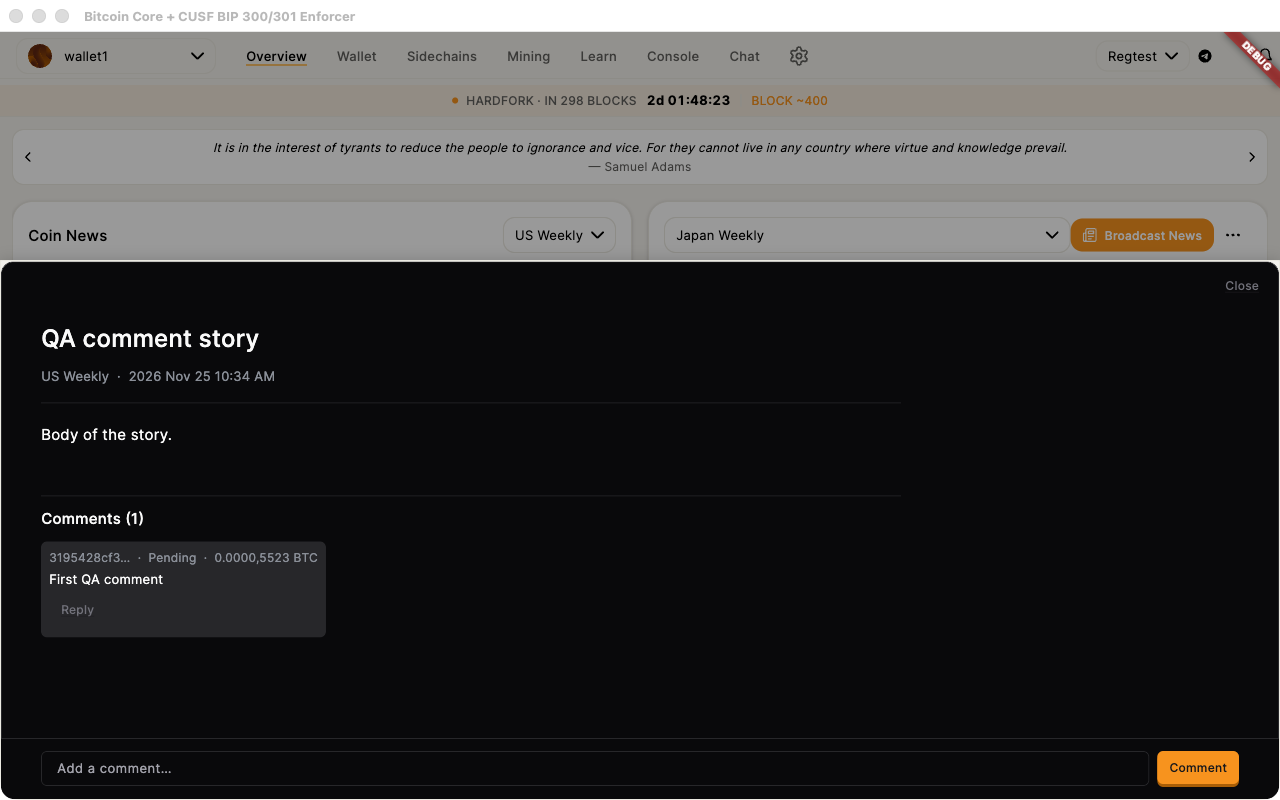 Bitcoin Core + CUSF BIP 300/301 Enforcer
wallet1 Overview Wallet Sidechains Mining Learn Console Chat Regtest DEBUG
HARDFORK · IN 298 BLOCKS 2d 01:48:23 BLOCK ~400
It is in the interest of tyrants to reduce the people to ignorance and vice. For they cannot live in any country where virtue and knowledge prevail.
— Samuel Adams
Coin News US Weekly Japan Weekly Broadcast News
Close
QA comment story
US Weekly · 2026 Nov 25 10:34 AM
Body of the story.
Comments (1)
3195428cf3... · Pending · 0.0000,5523 BTC
First QA comment
Reply
Add a comment... Comment